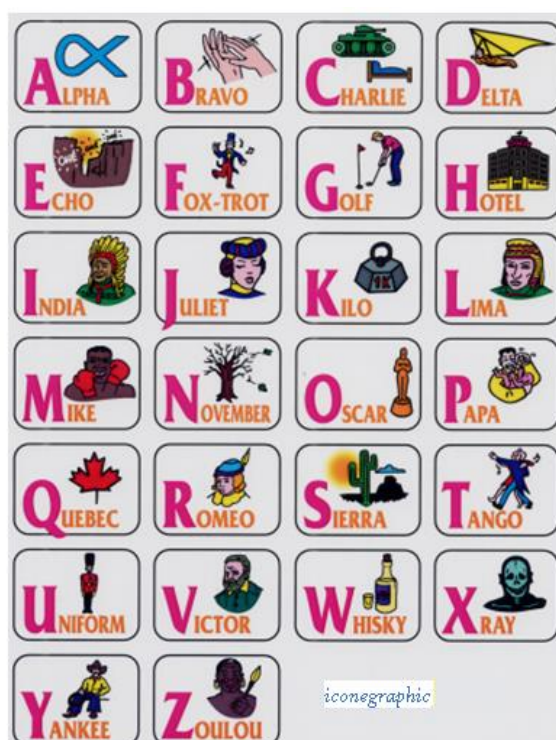 ALPHA BRAVO CHARLIE DELTA
ECHO FOX-TROT GOLF HOTEL
INDIA JULIET KILO 1K LIMA
MIKE NOVEMBER OSCAR PAPA
QUEBEC ROMEO SIERRA TANGO
UNIFORM VICTOR WHISKY XRAY
YANKEE ZOULOU iconegraphic